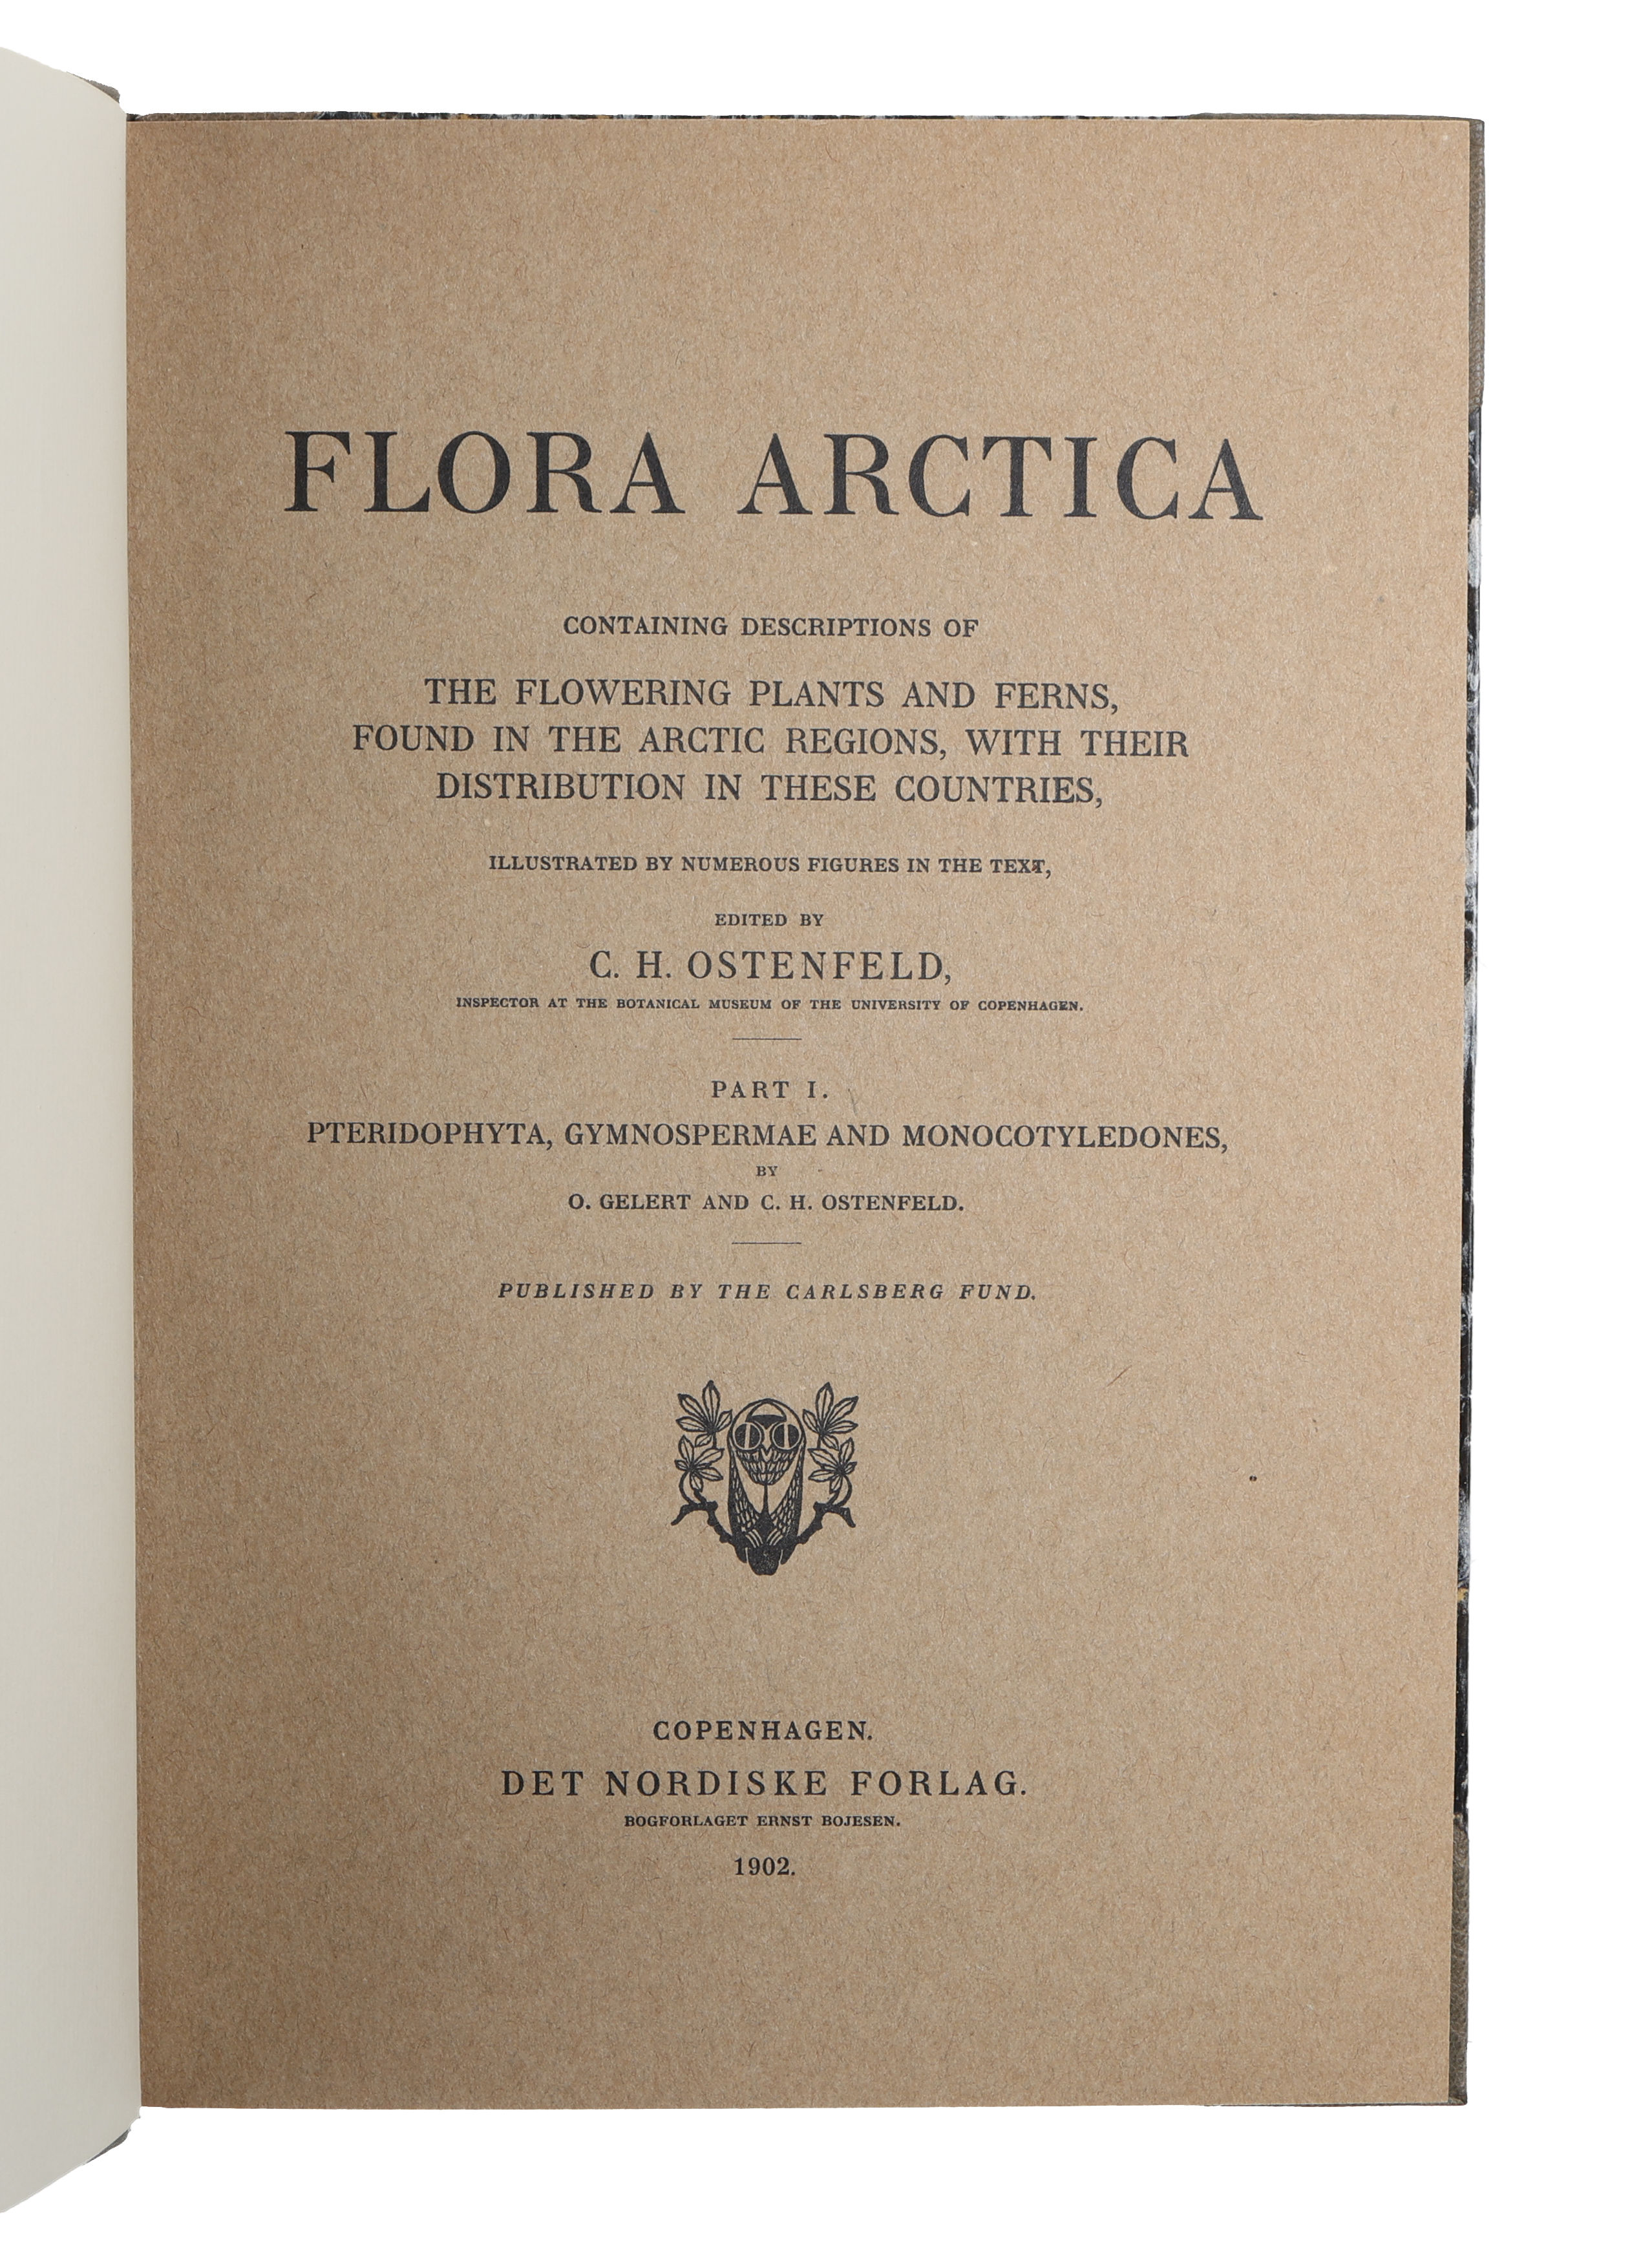 FLORA ARCTICA
CONTAINING DESCRIPTIONS OF
THE FLOWERING PLANTS AND FERNS,
FOUND IN THE ARCTIC REGIONS, WITH THEIR
DISTRIBUTION IN THESE COUNTRIES,
ILLUSTRATED BY NUMEROUS FIGURES IN THE TEXT,
EDITED BY
C. H. OSTENFELD,
INSPECTOR AT THE BOTANICAL MUSEUM OF THE UNIVERSITY OF COPENHAGEN.
PART I.
PTERIDOPHYTA, GYMNOSPERMAE AND MONOCOTYLEDONES,
BY
O. GELERT AND C. H. OSTENFELD.
PUBLISHED BY THE CARLSBERG FUND.
COPENHAGEN.
DET NORDISKE FORLAG.
BOGFORLAGET ERNST BOJESEN.
1902.